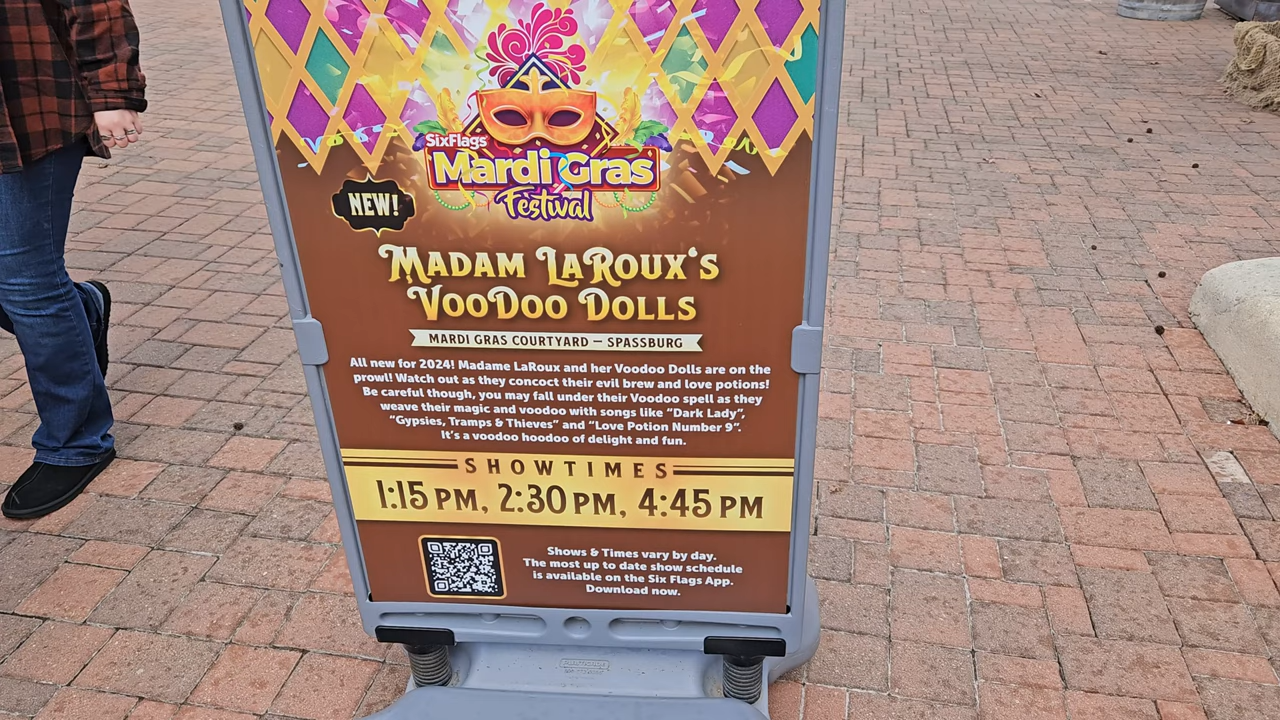 SixFlags
Mardi Gras
Festival
NEW!
MADAM LAROUX'S
VOODOO DOLLS
MARDI GRAS COURTYARD – SPASSBURG
All new for 2024! Madame LaRoux and her Voodoo Dolls are on the
prowl! Watch out as they concoct their evil brew and love potions!
Be careful though, you may fall under their Voodoo spell as they
weave their magic and voodoo with songs like "Dark Lady",
"Gypsies, Tramps & Thieves" and "Love Potion Number 9".
It's a voodoo hoodoo of delight and fun.
SHOWTIMES
1:15 PM, 2:30 PM, 4:45 PM
Shows & Times vary by day.
The most up to date show schedule
is available on the Six Flags App.
Download now.